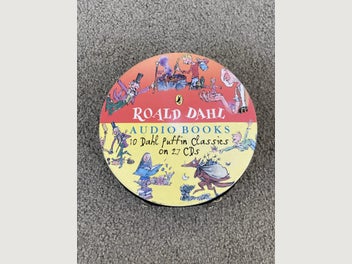 ROALD DAHL
AUDIO BOOKS
10 Dahl Puffin Classics
on 27 CDs